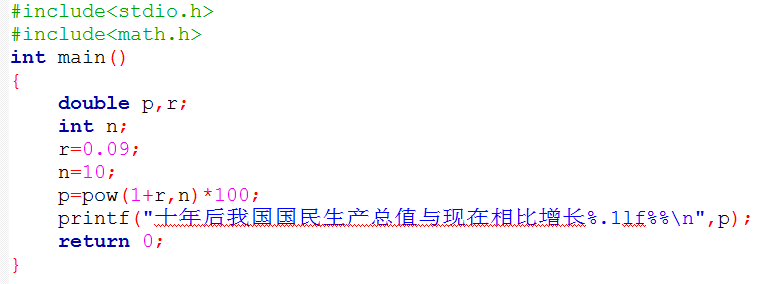 #include<stdio.h>
#include<math.h>
int main()
{
    double p,r;
    int n;
    r=0.09;
    n=10;
    p=pow(1+r,n)*100;
    printf("十年后我国国民生产总值与现在相比增长%.1lf%%\n",p);
    return 0;
}